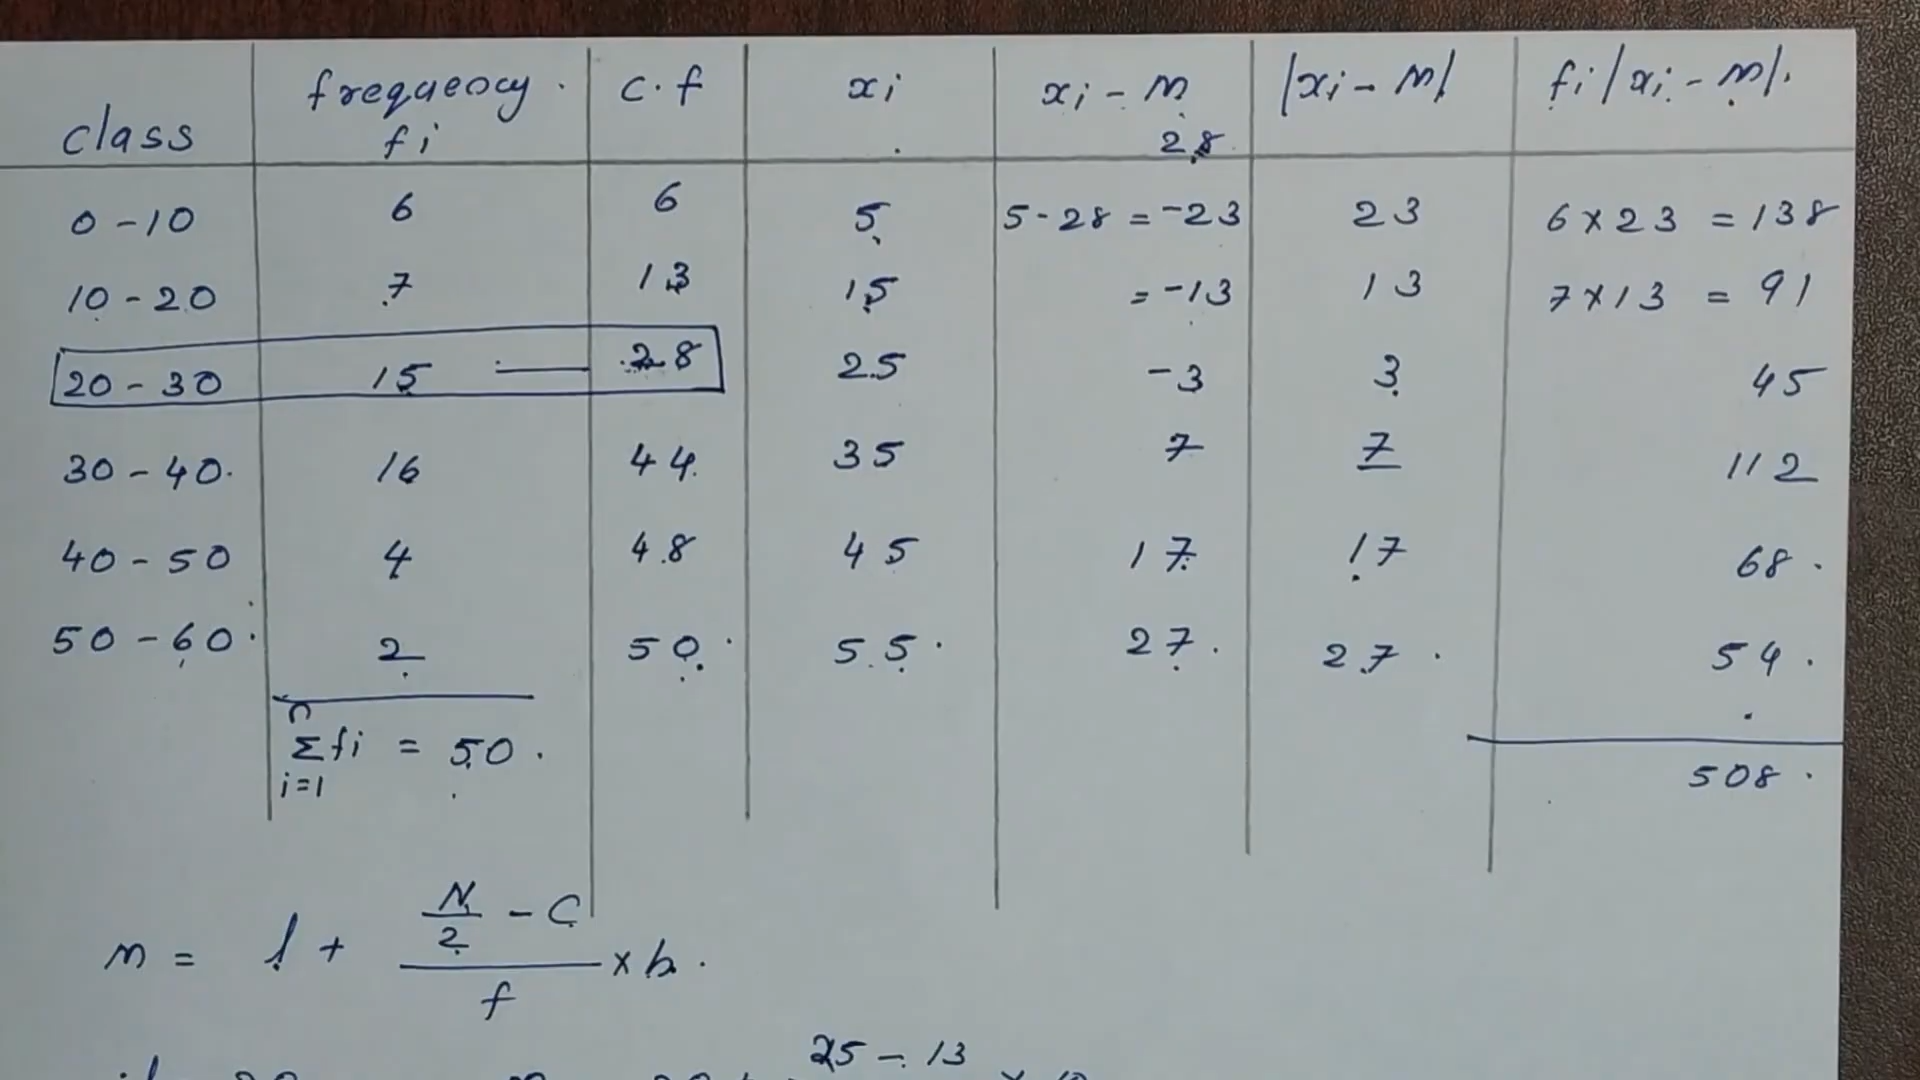 class frequency fi c.f xi xi - m 28 |xi - m| fi |xi - m|.
0-10 6 6 5 5-28 = -23 23 6 x 23 = 138
10-20 7 13 15 = -13 13 7 x 13 = 91
20-30 15 28 25 -3 3 45
30-40. 16 44. 35 7 7 112
40-50 4 48 45 17 17 68.
50-60. 2 50. 55. 27. 27. 54.
Σfi = 50. 508.
i=1
m = l + N/2 - C / f x h.
25 - 13